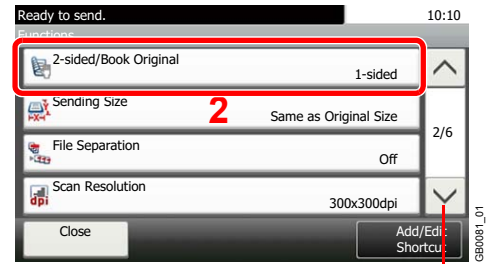 Ready to send. 10:10
Functions
2-sided/Book Original
1-sided
Sending Size
2
Same as Original Size
2/6
File Separation
Off
Scan Resolution
300x300dpi
dpi
Close
Add/Edit
Shortcut
GB0081_01